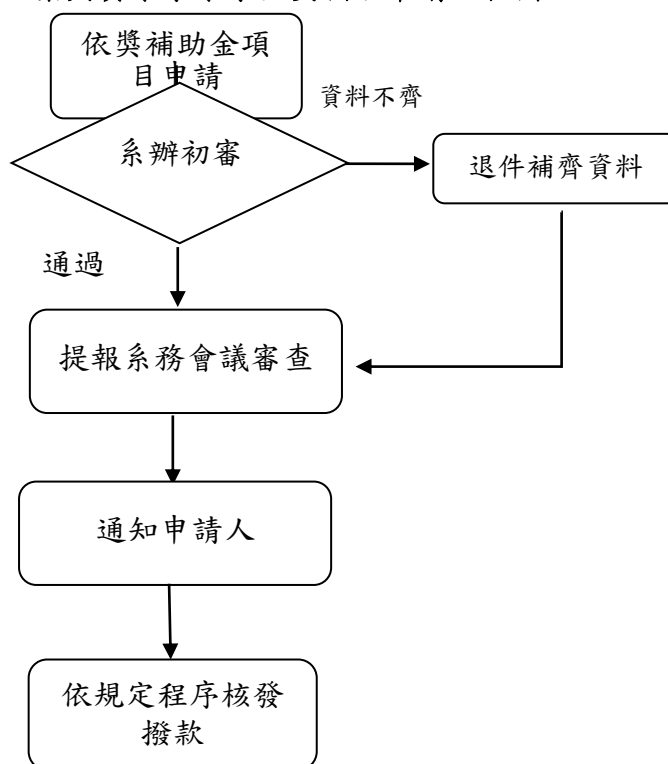 依獎補助金項
目申請
資料不齊
系辦初審
退件補齊資料
通過
提報系務會議審查
通知申請人
依規定程序核發
撥款